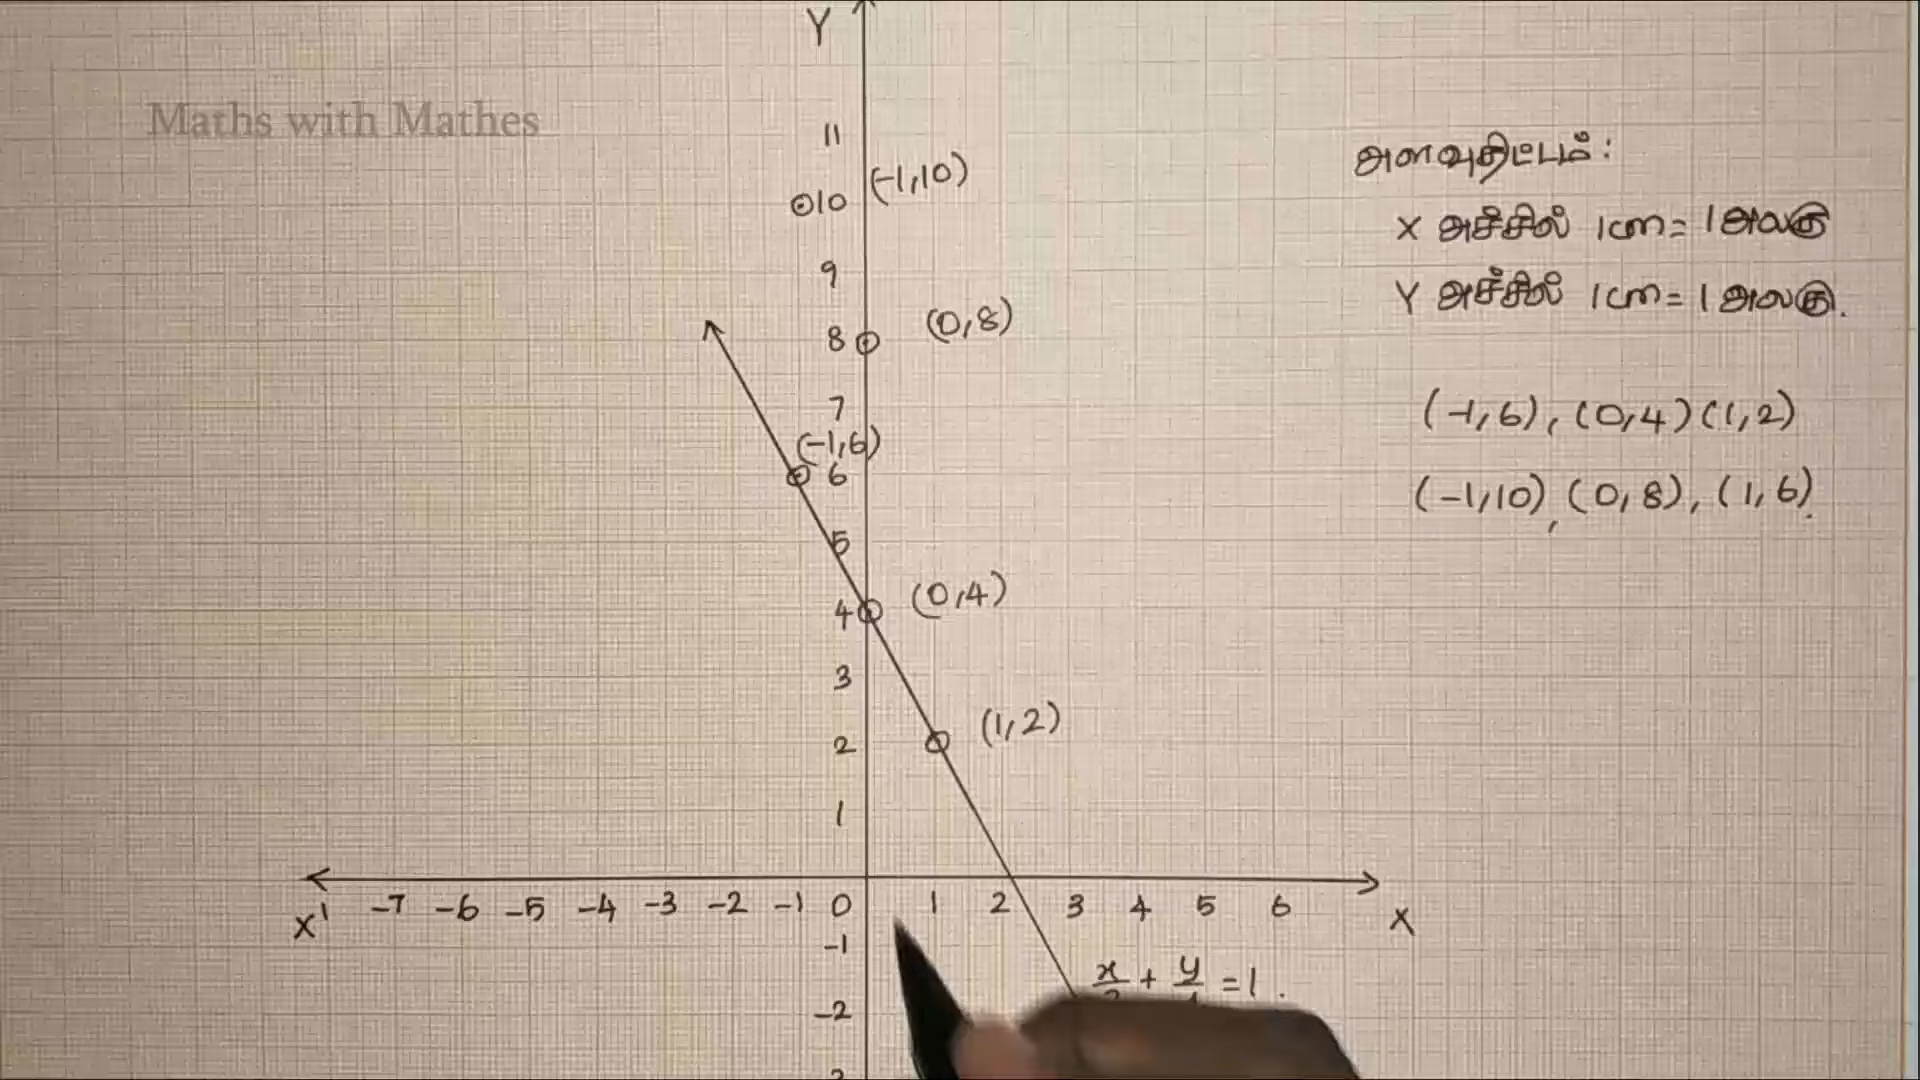 Y
Maths with Mathes
11
(-1,10)
10
9
(0,8)
8
7
(-1,6)
6
5
(0,4)
4
3
(1,2)
2
1
X' -7 -6 -5 -4 -3 -2 -1 0 1 2 3 4 5 6 X
-1
x/ + y/ = 1.
-2
அளவுதிட்டம் :
X அச்சில் 1cm = 1 அலகு
Y அச்சில் 1cm = 1 அலகு.
(-1,6), (0,4) (1,2)
(-1,10), (0,8), (1,6).